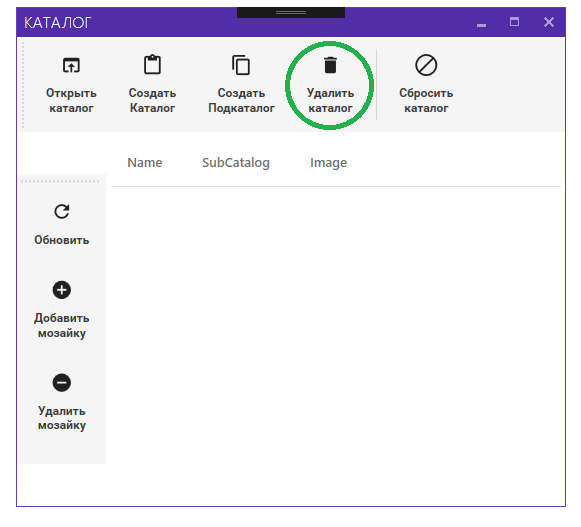 КАТАЛОГ
Открыть
каталог
Создать
Каталог
Создать
Подкаталог
Удалить
каталог
Сбросить
каталог
Name SubCatalog Image
Обновить
Добавить
мозайку
Удалить
мозайку